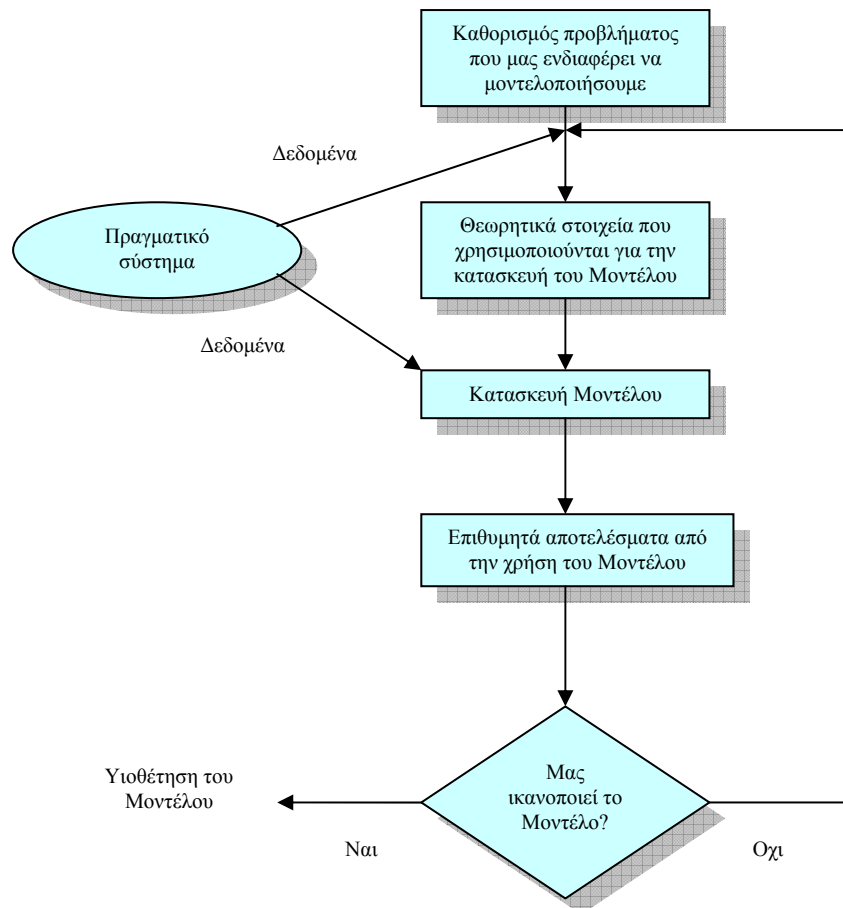 Καθορισμός προβλήματος
που μας ενδιαφέρει να
μοντελοποιήσουμε
Δεδομένα
Πραγματικό
σύστημα
Θεωρητικά στοιχεία που
χρησιμοποιούνται για την
κατασκευή του Μοντέλου
Δεδομένα
Κατασκευή Μοντέλου
Επιθυμητά αποτελέσματα από
την χρήση του Μοντέλου
Υιοθέτηση του
Μοντέλου
Μας
ικανοποιεί το
Μοντέλο?
Ναι
Οχι